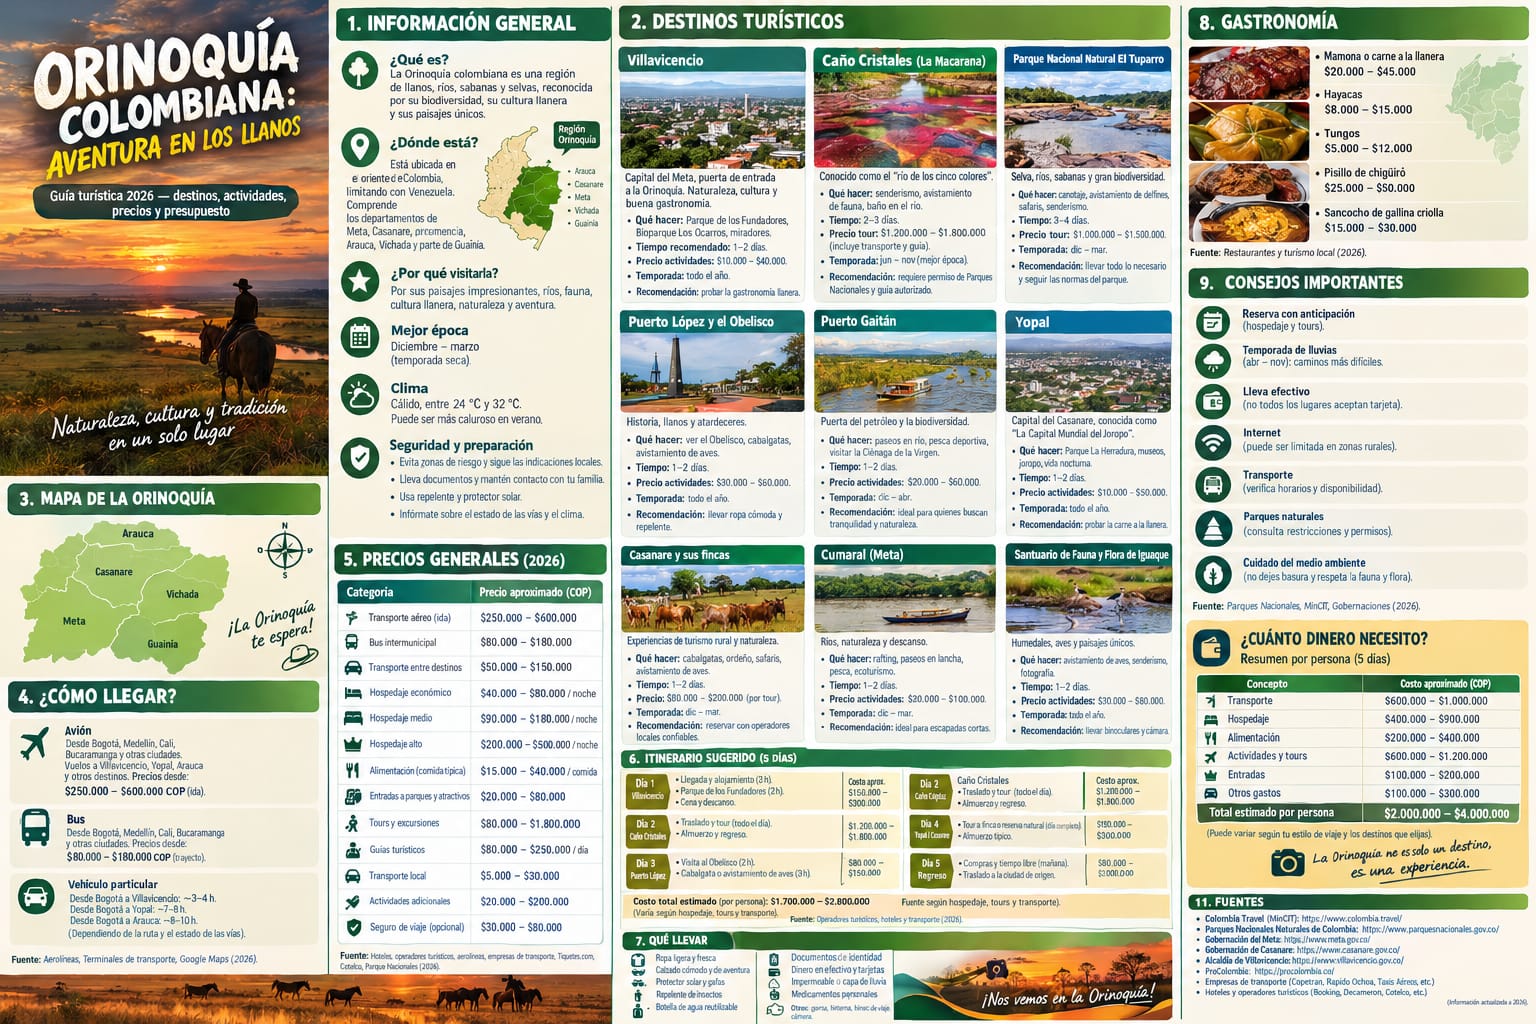 ORINOQUÍA
COLOMBIANA:
AVENTURA EN LOS LLANOS
Guía turística 2026 — destinos, actividades,
precios y presupuesto
Naturaleza, cultura y tradición
en un solo lugar
1. INFORMACIÓN GENERAL
¿Qué es?
La Orinoquia colombiana es una región
de llanos, ríos, sabanas y selvas, reconocida
por su biodiversidad, su cultura llanera
y sus paisajes únicos.
¿Dónde está?
Está ubicada en
limitando con Venezuela.
Comprende
los departamentos de
Meta, Casanare,
Arauca, Vichada y parte de Guainía.
Región
Orinoquia
• Arauca
• Casanare
• Meta
• Vichada
• Guainía
¿Por qué visitarla?
Por sus paisajes impresionantes, ríos, fauna,
cultura llanera, naturaleza y aventura.
Mejor época
Diciembre – marzo
(temporada seca).
Clima
Cálido, entre 24 °C y 32 °C.
Puede ser más caluroso en verano.
Seguridad y preparación
• Evita zonas de riesgo y sigue las indicaciones locales.
• Lleva documentos y mantén contacto con tu familia.
• Usa repelente y protector solar.
• Infórmate sobre el estado de las vías y el clima.
2. DESTINOS TURÍSTICOS
Villavicencio
Capital del Meta, puerta de entrada
a la Orinoquia. Naturaleza, cultura y
buena gastronomía.
• Qué hacer: Parque de los Fundadores,
Bioparque Los Ocarros, miradores.
• Tiempo recomendado: 1–2 días.
• Precio actividades: $10.000 – $40.000.
• Temporada: todo el año.
• Recomendación: probar la gastronomía llanera.
Caño Cristales (La Macarana)
Conocido como el "río de los cinco colores".
• Qué hacer: senderismo, avistamiento
de fauna, baño en el río.
• Tiempo: 2–3 días.
• Precio tour: $1.200.000 – $1.800.000
(incluye transporte y guía).
• Temporada: jun – nov (mejor época).
• Recomendación: requiere permiso de Parques
Nacionales y guía autorizado.
Parque Nacional Natural El Tuparro
Selva, ríos, sabanas y gran biodiversidad.
• Qué hacer: canotaje, avistamiento de delfines,
safaris, senderismo.
• Tiempo: 3–4 días.
• Precio tour: $1.000.000 – $1.500.000.
• Temporada: dic – mar.
• Recomendación: llevar todo lo necesario
y seguir las normas del parque.
Puerto López y el Obelisco
Historia, llanos y atardeceres.
• Qué hacer: ver el Obelisco, cabalgatas,
avistamiento de aves.
• Tiempo: 1–2 días.
• Precio actividades: $30.000 – $60.000.
• Temporada: todo el año.
• Recomendación: llevar ropa cómoda y
repelente.
Puerto Gaitán
Puerta del petróleo y la biodiversidad.
• Qué hacer: paseos en río, pesca deportiva,
visitar la Ciénaga de la Virgen.
• Tiempo: 1–2 días.
• Precio actividades: $20.000 – $60.000.
• Temporada: dic – abr.
• Recomendación: ideal para quienes buscan
tranquilidad y naturaleza.
Yopal
Capital del Casanare, conocida como
"La Capital Mundial del Joropo".
• Qué hacer: Parque La Herradura, museos,
joropo, vida nocturna.
• Tiempo: 1–2 días.
• Precio actividades: $10.000 – $50.000.
• Temporada: todo el año.
• Recomendación: probar la carne a la llanera.
Casanare y sus fincas
Experiencias de turismo rural y naturaleza.
• Qué hacer: cabalgatas, ordeño, safaris,
avistamiento de aves.
• Tiempo: 1–2 días.
• Precio: $80.000 – $200.000 (por tour).
• Temporada: dic – mar.
• Recomendación: reservar con operadores
locales confiables.
Cumaral (Meta)
Ríos, naturaleza y descanso.
• Qué hacer: rafting, paseos en lancha,
pesca, ecoturismo.
• Tiempo: 1–2 días.
• Precio actividades: $20.000 – $100.000.
• Temporada: dic – mar.
• Recomendación: ideal para escapadas cortas.
Santuario de Fauna y Flora de Iguaque
Humedales, aves y paisajes únicos.
• Qué hacer: avistamiento de aves, senderismo,
fotografía.
• Tiempo: 1–2 días.
• Precio actividades: $30.000 – $80.000.
• Temporada: todo el año.
• Recomendación: llevar binoculares y cámara.
3. MAPA DE LA ORINOQUÍA
Arauca
Casanare
Vichada
Meta
Guainía
N
S
¡La Orinoquía
te espera!
4. ¿CÓMO LLEGAR?
Avión
Desde Bogotá, Medellín, Cali,
Bucaramanga y otras ciudades.
Vuelos a Villavicencio, Yopal, Arauca
y otros destinos. Precios desde:
$250.000 – $600.000 COP (ida).
Bus
Desde Bogotá, Medellín, Cali, Bucaramanga
y otras ciudades. Precios desde:
$80.000 – $180.000 COP (trayecto).
Vehículo particular
Desde Bogotá a Villavicencio: ~3–4 h.
Desde Bogotá a Yopal: ~7–8 h.
Desde Bogotá a Arauca: ~8–10 h.
(Dependiendo de la ruta y el estado de las vías).
Fuente: Aerolíneas, Terminales de transporte, Google Maps (2026).
5. PRECIOS GENERALES (2026)
Categoria Precio aproximado (COP)
Transporte aéreo (ida) $250.000 – $600.000
Bus intermunicipal $80.000 – $180.000
Transporte entre destinos $50.000 – $150.000
Hospedaje económico $40.000 – $80.000 / noche
Hospedaje medio $90.000 – $180.000 / noche
Hospedaje alto $200.000 – $500.000 / noche
Alimentación (comida típica) $15.000 – $40.000 / comida
Entradas a parques y atractivos $20.000 – $80.000
Tours y excursiones $80.000 – $1.800.000
Guías turísticos $80.000 – $250.000 / día
Transporte local $5.000 – $30.000
Actividades adicionales $20.000 – $200.000
Seguro de viaje (opcional) $30.000 – $80.000
Fuente: Hoteles, operadores turísticos, aerolíneas, empresas de transporte, Tiquetes.com,
Cotelco, Parque Nacionales (2026).
6. ITINERARIO SUGERIDO (5 DÍAS)
Día 1
Villavicencio
• Llegada y alojamiento (3 h).
• Parque de los Fundadores (2h).
• Cena y descanso.
Costa aprox.
$150.000 –
$300.000
Día 2
Caño Cristales
• Traslado y tour (todo el día).
• Almuerzo y regreso.
Costo aprox.
$1.200.000 –
Día 2
Caño Cristales
• Traslado y tour (todo el día).
• Almuerzo y regreso.
$1.200.000 –
$1.800.000
Día 4
• Tour a finca o reserva natural (día completo).
• Almuerzo típico.
$150.000 –
$300.000
Día 3
Puerto López
• Visita al Obelisco (2 h).
• Cabalgata o avistamiento de aves (3 h).
$80.000 –
$150.000
Día 5
Regreso
• Compras y tiempo libre (mañana).
• Traslado a la ciudad de origen.
$80.000 –
Costo total estimado (por persona): $1.700.000 – $2.800.000
(Varía según hospedaje, tours y transporte).
Fuente según hospedaje, tours y transporte).
Fuente: Operadores turísticos, hoteles y transporte (2026).
7. QUÉ LLEVAR
Ropa ligera y fresca
Calzado cómodo y de aventura
Protector solar y gafas
Repelente de insectos
Botella de agua reutilizable
Documentos de identidad
Dinero en efectivo y tarjetas
Impermeable o capa de lluvia
Medicamentos personales
Otros: gorra, linterna,
cámara.
¡Nos vemos en la Orinoquía!
8. GASTRONOMÍA
• Mamona o carne a la llanera
$20.000 – $45.000
• Hayacas
$8.000 – $15.000
• Tungos
$5.000 – $12.000
• Pisillo de chigüiró
$25.000 – $50.000
• Sancocho de gallina criolla
$15.000 – $30.000
Fuente: Restaurantes y turismo local (2026).
9. CONSEJOS IMPORTANTES
Reserva con anticipación
(hospedaje y tours).
Temporada de lluvias
(abr – nov): caminos más difíciles.
Lleva efectivo
(no todos los lugares aceptan tarjeta).
Internet
(puede ser limitada en zonas rurales).
Transporte
(verifica horarios y disponibilidad).
Parques naturales
(consulta restricciones y permisos).
Cuidado del medio ambiente
(no dejes basura y respeta la fauna y flora).
Fuente: Parques Nacionales, MinCIT, Gobernaciones (2026).
¿CUÁNTO DINERO NECESITO?
Resumen por persona (5 días)
Concepto Costo aproximado (COP)
Transporte $600.000 – $1.000.000
Hospedaje $400.000 – $900.000
Alimentación $200.000 – $400.000
Actividades y tours $600.000 – $1.200.000
Entradas $100.000 – $200.000
Otros gastos $100.000 – $300.000
Total estimado por persona $2.000.000 – $4.000.000
(Puede variar según tu estilo de viaje y los destinos que elijas).
La Orinoquía no es solo un destino,
es una experiencia.
11. FUENTES
• Colombia Travel (MinCIT): https://www.colombia.travel/
• Parques Nacionales Naturales de Colombia: https://www.parquesnacionales.gov.co/
• Gobernación del Meta: https://www.meta.gov.co/
• Gobernación de Casanare: https://www.casanare.gov.co/
• Alcaldía de Villavicencio: https://www.villavicencio.gov.co/
• ProColombia: https://procolombia.co/
• Empresas de transporte (Copetran, Rapido Ochoa, Taxis Aéreos, etc.)
• Hoteles y operadores turísticos (Booking, Decameron, Cotelco, etc.)
(Información actualizada a 2026).